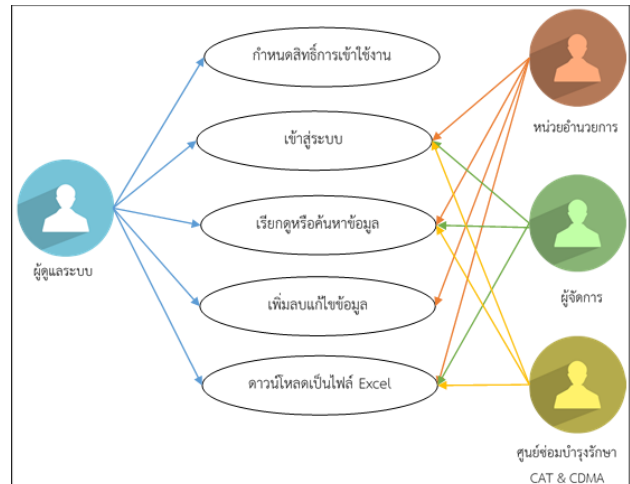 กำหนดสิทธิ์การเข้าใช้งาน
เข้าสู่ระบบ
เรียกดูหรือค้นหาข้อมูล
เพิ่มลบแก้ไขข้อมูล
ดาวน์โหลดเป็นไฟล์ Excel
ผู้ดูแลระบบ
หน่วยอำนวยการ
ผู้จัดการ
ศูนย์ซ่อมบำรุงรักษา
CAT & CDMA